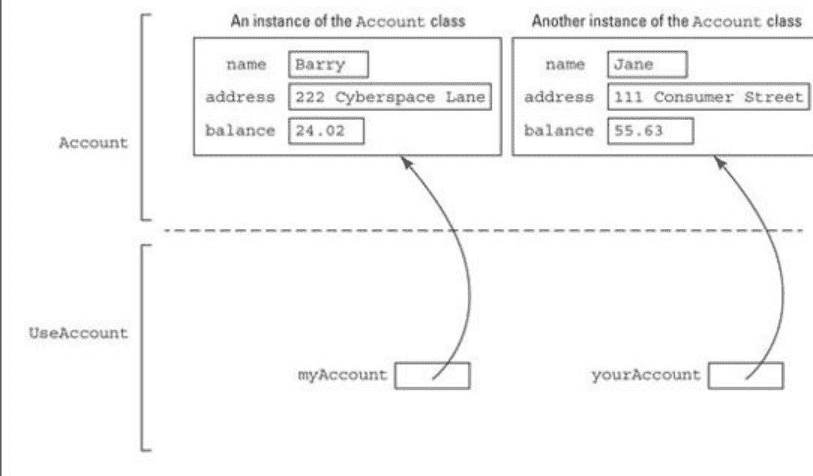 An instance of the Account class
Another instance of the Account class
name Barry
address 222 Cyberspace Lane
balance 24.02
name Jane
address 111 Consumer Street
balance 55.63
Account
UseAccount
myAccount
yourAccount